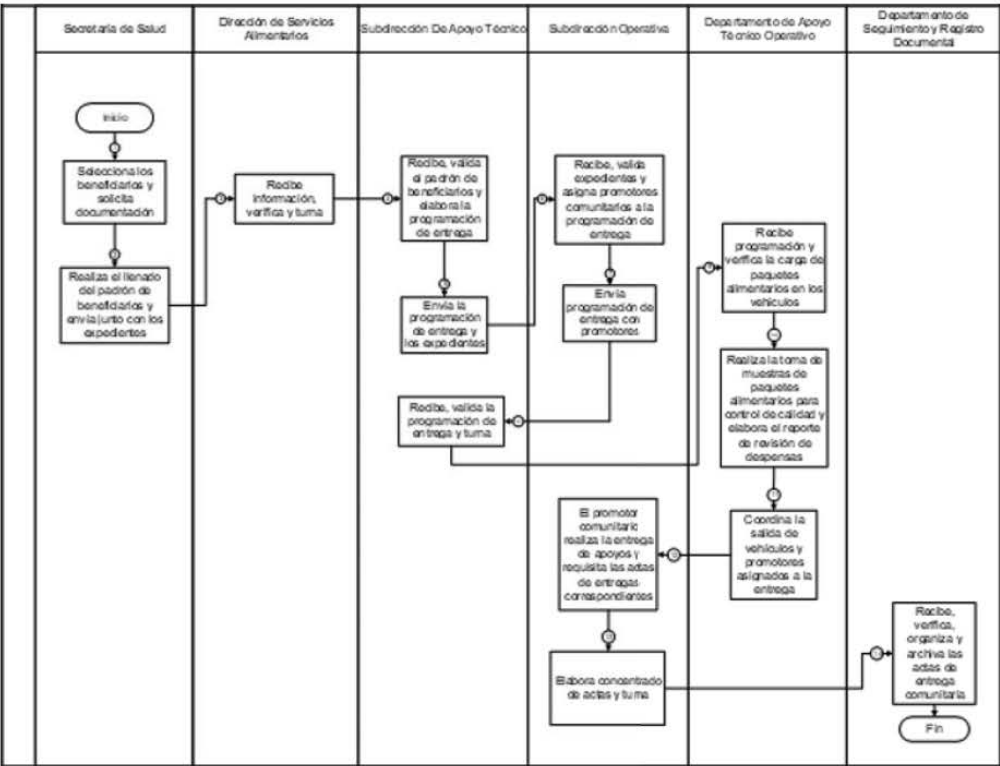 Secretaría de Salud
Dirección de Servicios
Alimentarios
Subdirección De Apoyo Técnico
Subdirección Operativa
Departamento de Apoyo
Técnico Operativo
Departamento de
Seguimiento y Registro
Documental
Inicio
Selecciona los
beneficiarios y
solicita
documentación
Realiza el llenado
del padrón de
beneficiarios y
envía junto con los
expedientes
Recibe
información,
verifica y turna
Recibe, valida
el padrón de
beneficiarios y
elabora la
programación
de entrega
Envía la
programación
de entrega y
los expedientes
Recibe, valida
expedientes y
asigna promotores
comunitarios a la
programación de
entrega
Envía
programación de
entrega con
promotores
Recibe, valida la
programación de
entrega y turna
Recibe
programación y
verifica la carga de
paquetes
alimentarios en los
vehículos
Realiza la toma de
muestras de
paquetes
alimentarios para
control de calidad y
elabora el reporte
de revisión de
despensas
Coordina la
salida de
vehículos y
promotores
asignados a la
entrega
El promotor
comunitario
realiza la entrega
de apoyos y
requisita las actas
de entregas
correspondientes
Elabora concentrado
de actas y turna
Recibe,
verifica,
organiza y
archiva las
actas de
entrega
comunitaria
Fin